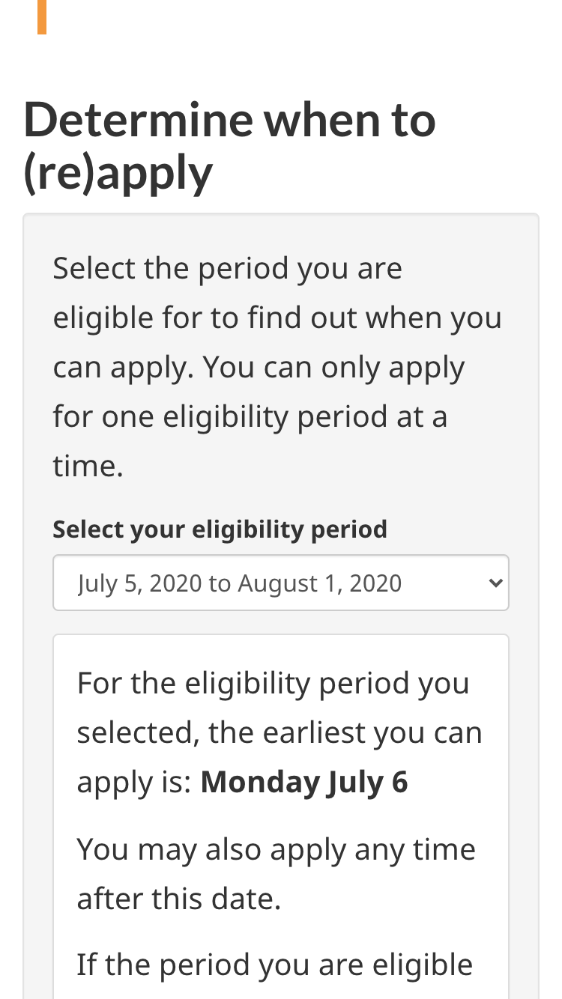 Determine when to
(re)apply
Select the period you are
eligible for to find out when you
can apply. You can only apply
for one eligibility period at a
time.
Select your eligibility period
July 5, 2020 to August 1, 2020
For the eligibility period you
selected, the earliest you can
apply is: Monday July 6
You may also apply any time
after this date.
If the period you are eligible